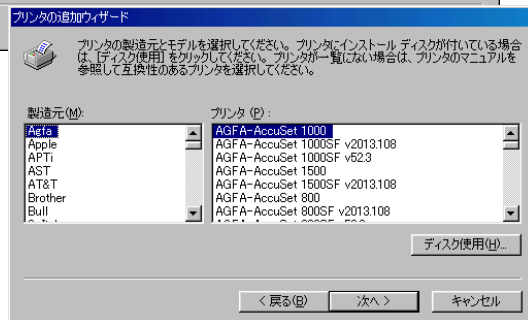 プリンタの追加ウィザード
プリンタの製造元とモデルを選択してください。プリンタにインストール ディスクが付いている場合
は、[ディスク使用] をクリックしてください。プリンタが一覧にない場合は、プリンタのマニュアルを
参照して互換性のあるプリンタを選択してください。
製造元(M):
プリンタ (P):
Agfa
Apple
APTi
AST
AT&T
Brother
Bull
AGFA-AccuSet 1000
AGFA-AccuSet 1000SF v2013.108
AGFA-AccuSet 1000SF v52.3
AGFA-AccuSet 1500
AGFA-AccuSet 1500SF v2013.108
AGFA-AccuSet 800
AGFA-AccuSet 800SF v2013.108
ディスク使用(H)...
< 戻る(B)
次へ >
キャンセル